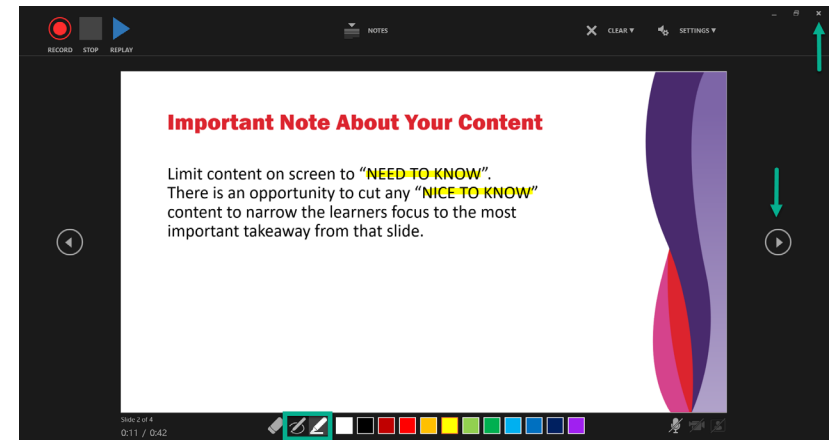 NOTES
CLEAR ▼
SETTINGS ▼
RECORD STOP REPLAY
Important Note About Your Content
Limit content on screen to “NEED TO KNOW”.
There is an opportunity to cut any “NICE TO KNOW”
content to narrow the learners focus to the most
important takeaway from that slide.
Slide 2 of 4
0:11 / 0:42